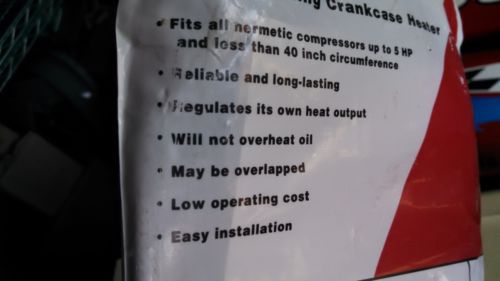 Crankcase Heater
• Fits all hermetic compressors up to 5 HP
and less than 40 inch circumference
• Reliable and long-lasting
• Regulates its own heat output
• Will not overheat oil
• May be overlapped
• Low operating cost
• Easy installation